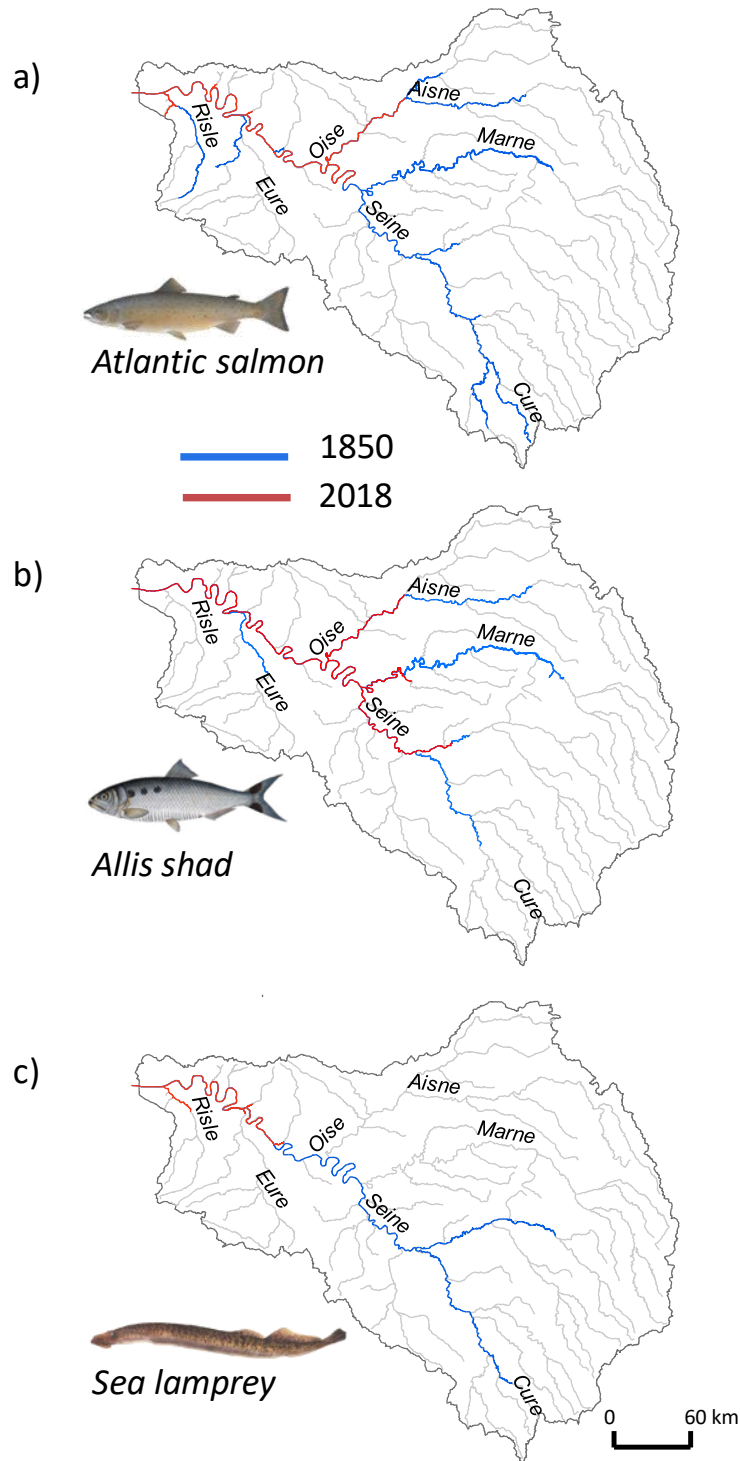 a)
Aisne
Risle
Oise
Marne
Eure
Seine
Atlantic salmon
Cure
1850
2018
b)
Aisne
Risle
Oise
Marne
Eure
Seine
Allis shad
Cure
c)
Aisne
Risle
Oise
Marne
Eure
Seine
Sea lamprey
Cure
0 60 km